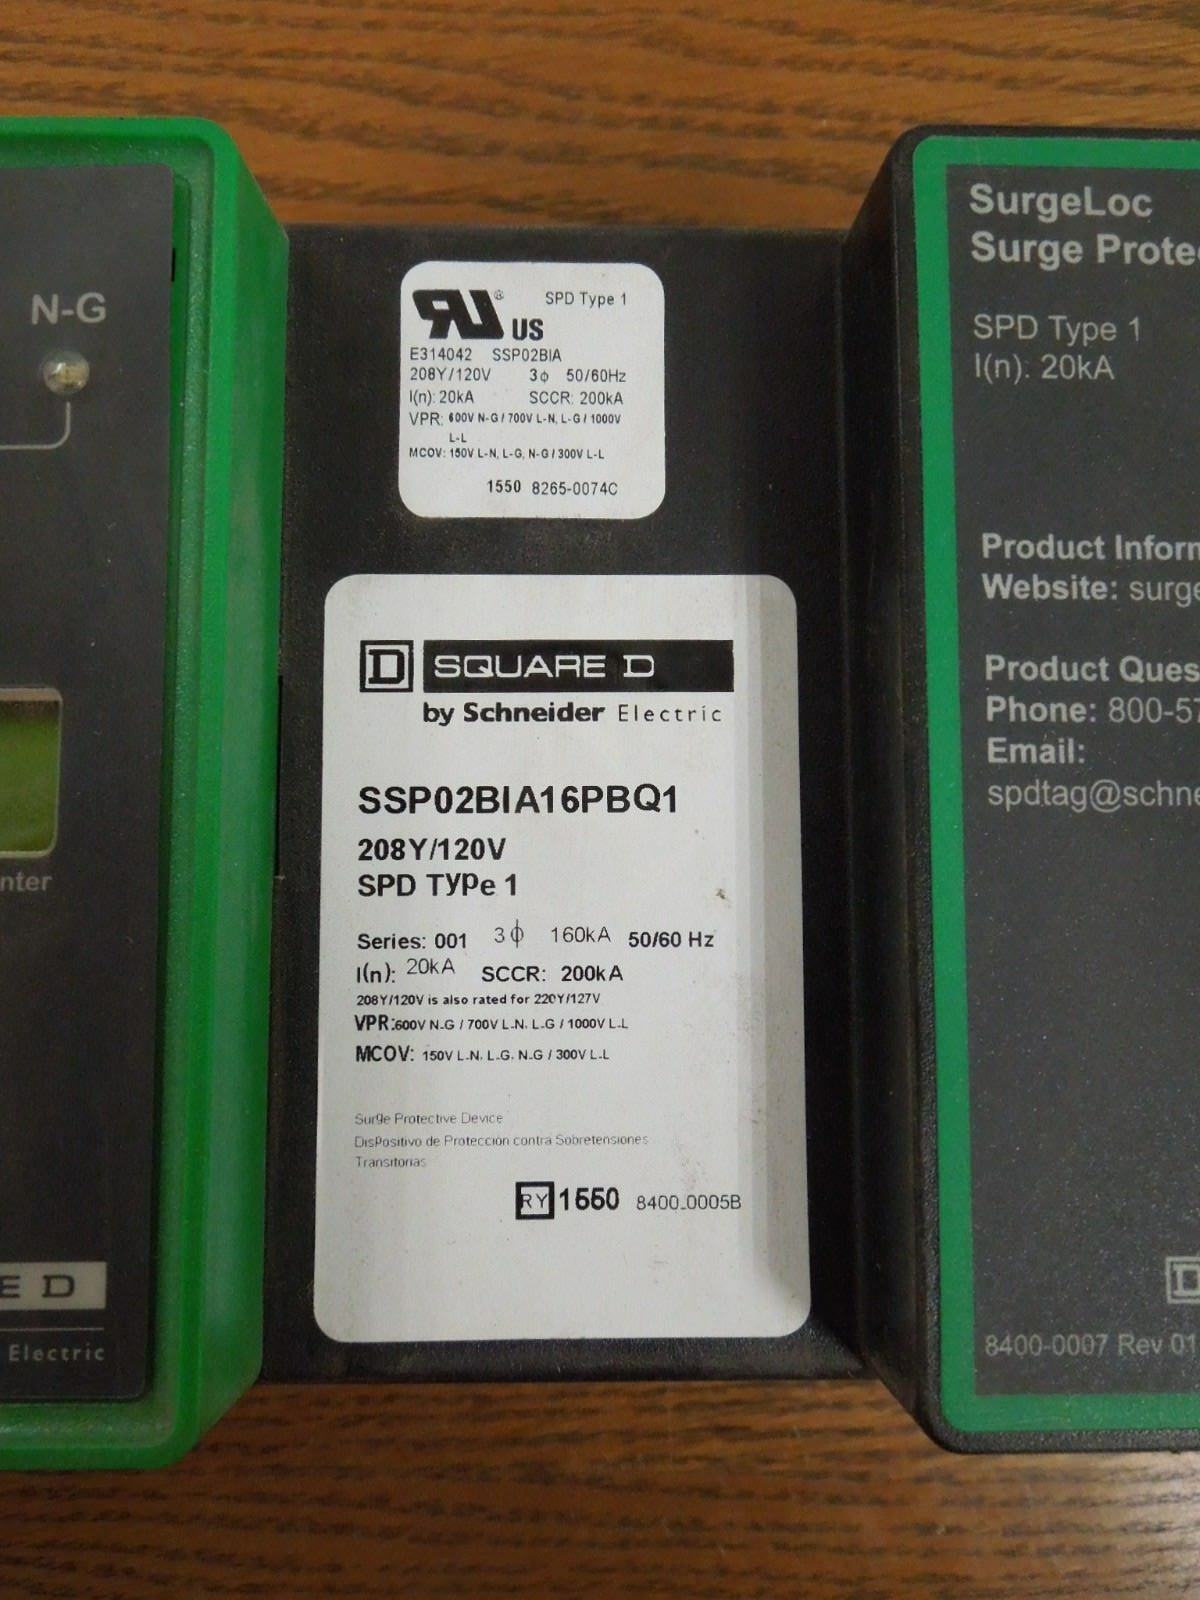 N-G
nter
E D
Electric
RU® US
SPD Type 1
E314042 SSP02BIA
208Y/120V 3ϕ 50/60Hz
I(n): 20kA SCCR: 200kA
VPR: 600V N-G / 700V L-N, L-G / 1000V
L-L
MCOV: 150V L-N, L-G, N-G / 300V L-L
1550 8265-0074C
D SQUARE D
by Schneider Electric
SSP02BIA16PBQ1
208Y/120V
SPD Type 1
Series: 001 3ϕ 160kA 50/60 Hz
I(n): 20kA SCCR: 200kA
208Y/120V is also rated for 220Y/127V
VPR:600V N-G / 700V L-N, L-G / 1000V L-L
MCOV: 150V L-N, L-G, N-G / 300V L-L
Surge Protective Device
Dispositivo de Protección contra Sobretensiones
Transitorias
RY 1550 8400-0005B
SurgeLoc
Surge Prote
SPD Type 1
I(n): 20kA
Product Inform
Website: surge
Product Ques
Phone: 800-57
Email:
spdtag@schne
D
8400-0007 Rev 01